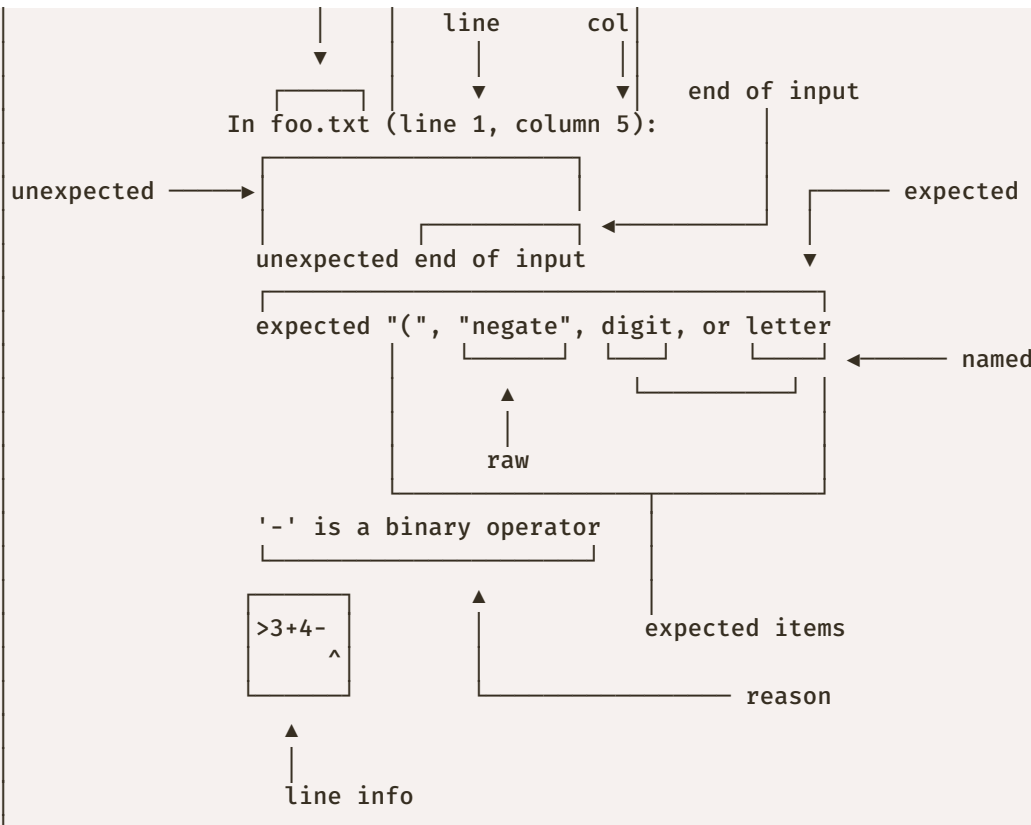 line col
end of input
In foo.txt (line 1, column 5):
unexpected expected
unexpected end of input
expected "(", "negate", digit, or letter
named
raw
'-' is a binary operator
>3+4- expected items
^
reason
line info